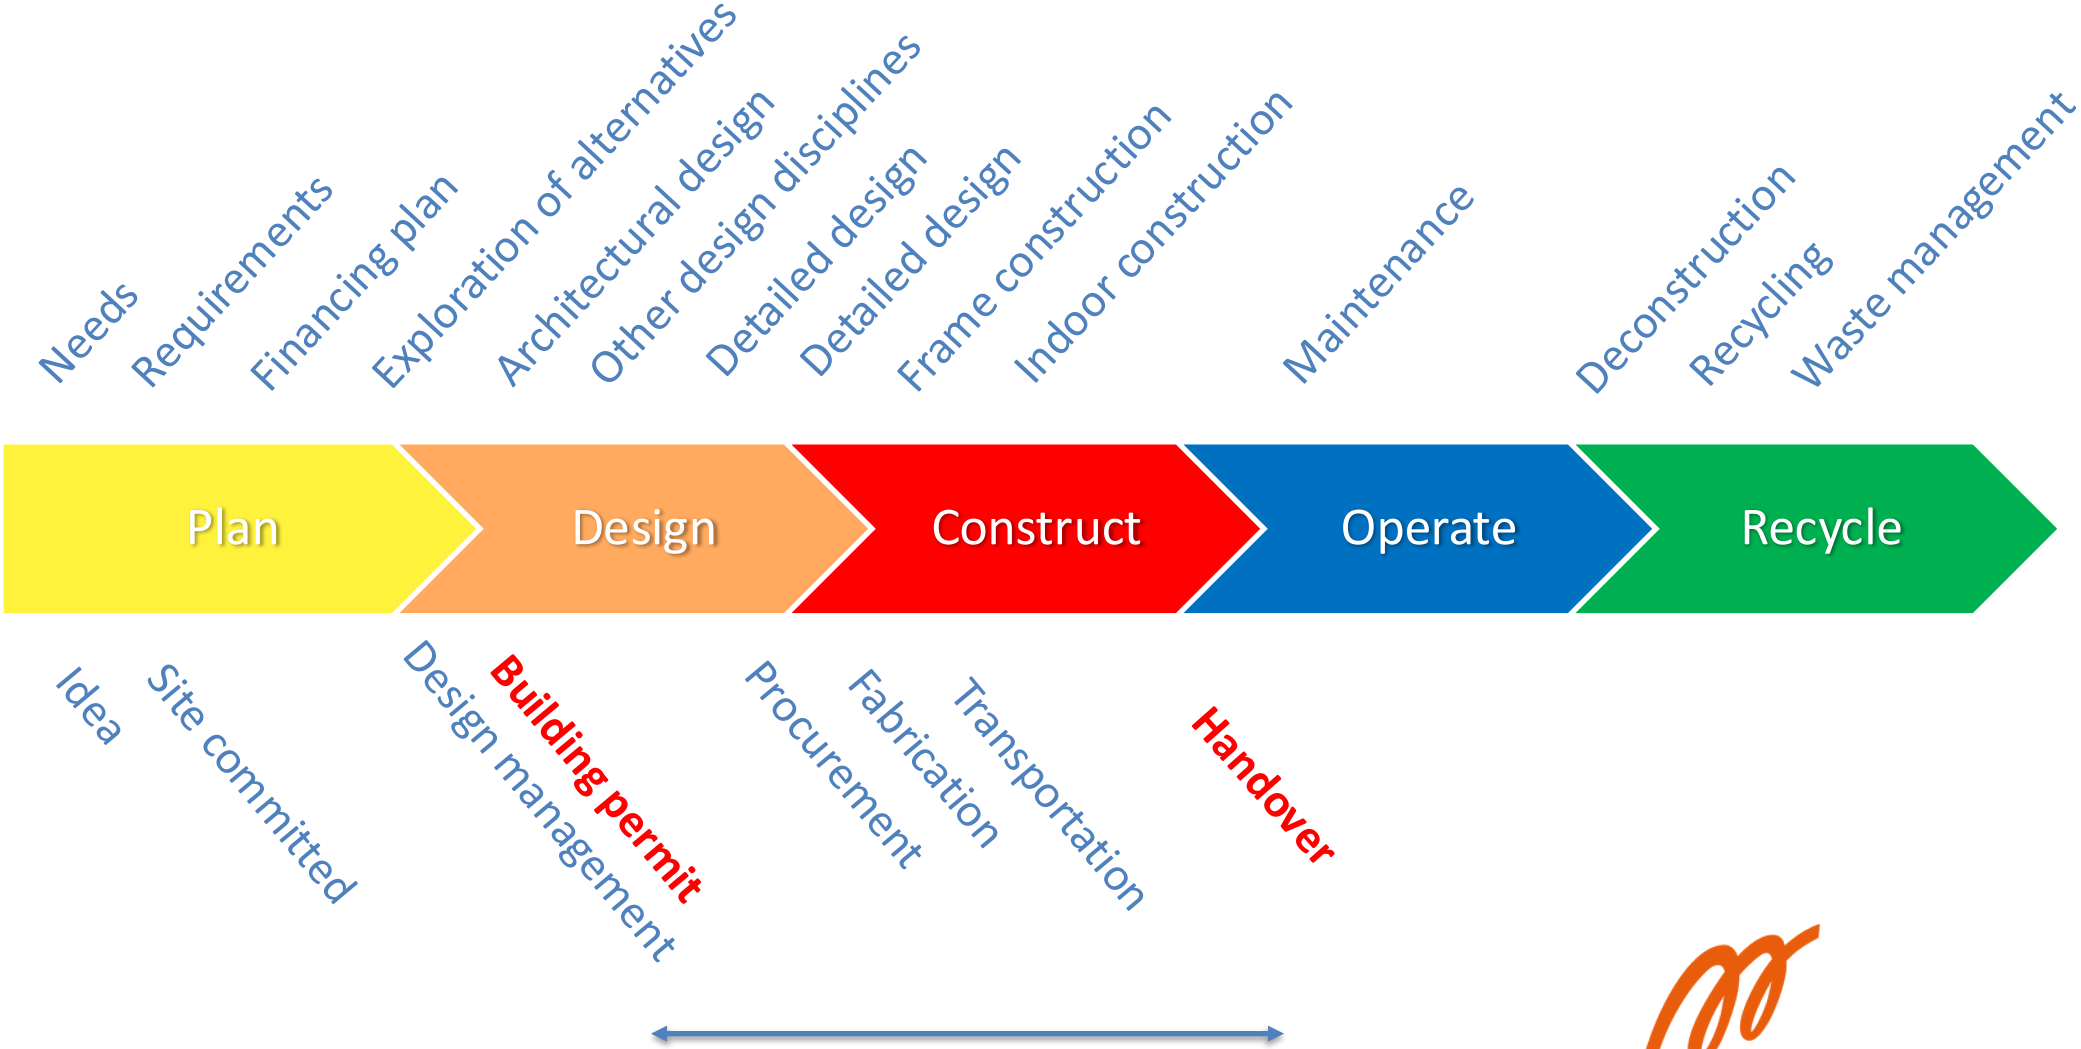 Needs
Requirements
Financing plan
Exploration of alternatives
Architectural design
Other design disciplines
Detailed design
Detailed design
Frame construction
Indoor construction
Maintenance
Deconstruction
Recycling
Waste management
Plan
Design
Construct
Operate
Recycle
Idea
Site committed
Design management
Building permit
Procurement
Fabrication
Transportation
Handover